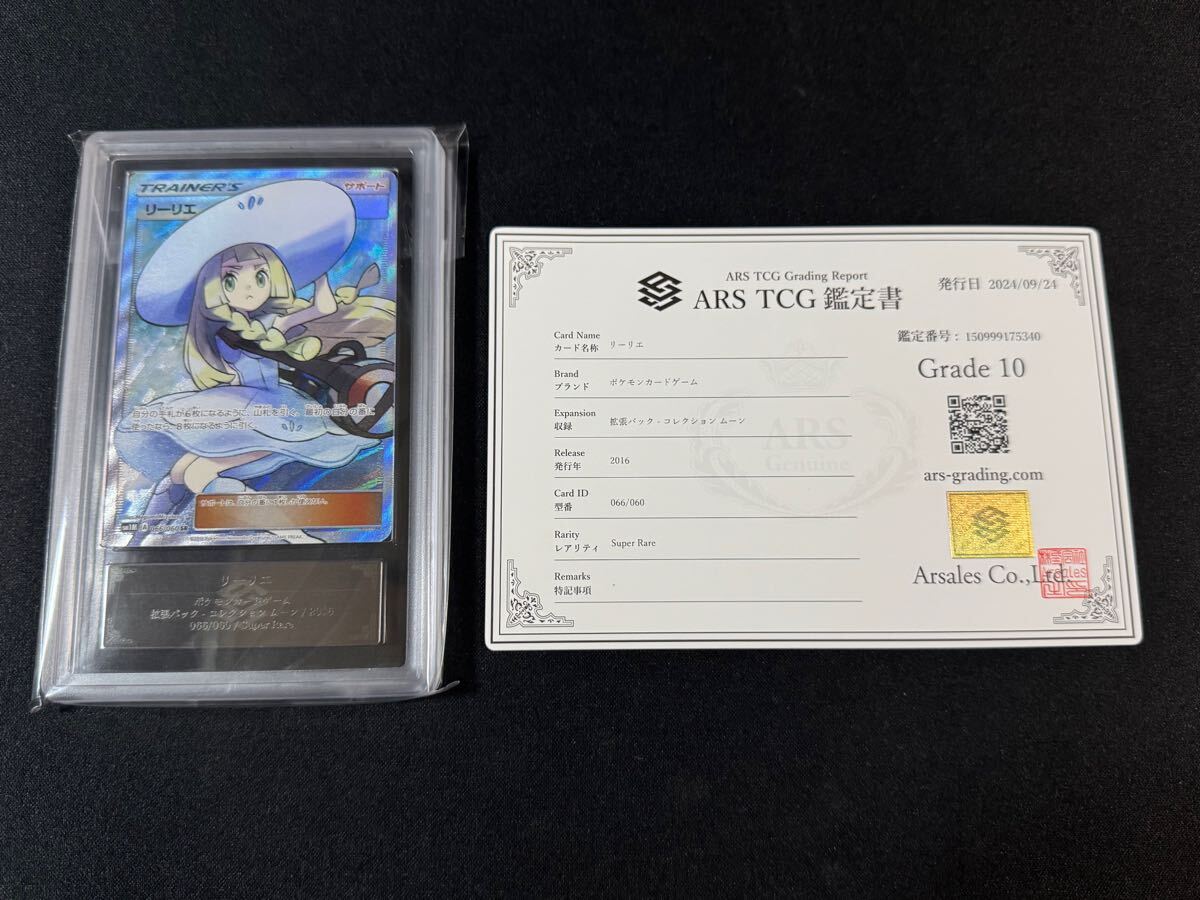 TRAINER'S
サポート
リーリエ
自分の手札が6枚になるように、山札を引く。最初の自分の番に
使ったなら、8枚になるように引く。
サポートは、自分の番に1枚しか使えない。
SM1M A 066/060 SR
リーリエ
ポケモンカードゲーム
拡張パック - コレクション ムーン / 2016
066/060 / Super Rare
ARS TCG Grading Report
ARS TCG 鑑定書
発行日 2024/09/24
鑑定番号 : 150999175340
Grade 10
Card Name
カード名称
リーリエ
Brand
ブランド
ポケモンカードゲーム
Expansion
収録
拡張パック - コレクション ムーン
Release
発行年
2016
Card ID
型番
066/060
Rarity
レアリティ
Super Rare
Remarks
特記事項
ARS
Genuine
ars-grading.com
Arsales Co.,Ltd.